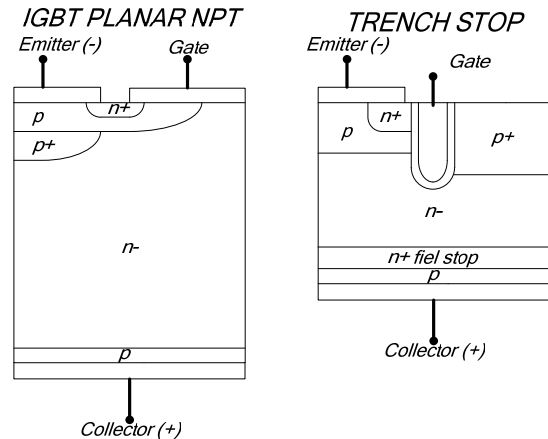 IGBT PLANAR NPT
Emitter (-)
Gate
n+
p
p+
n-
p
Collector (+)
TRENCH STOP
Emitter (-)
Gate
n+
p
p+
n-
n+ fiel stop
p
Collector (+)